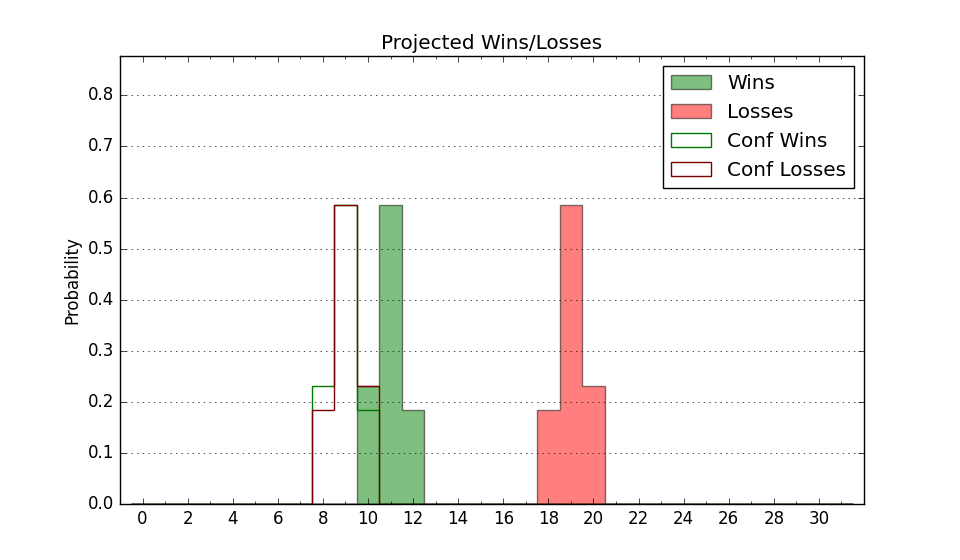 Projected Wins/Losses
Wins
Losses
Conf Wins
Conf Losses
Probability
0.8
0.7
0.6
0.5
0.4
0.3
0.2
0.1
0.0
0 2 4 6 8 10 12 14 16 18 20 22 24 26 28 30